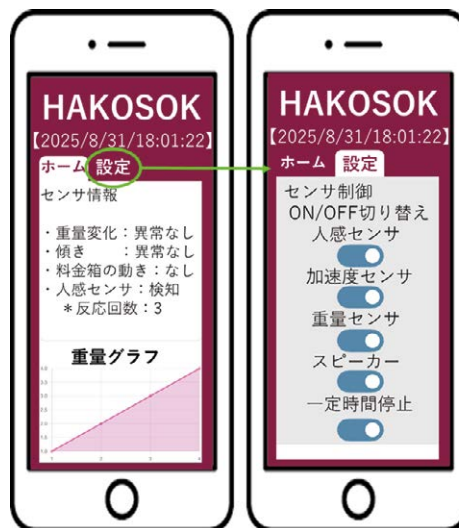 HAKOSOK
【2025/8/31/18:01:22】
ホーム 設定
センサ情報
・重量変化：異常なし
・傾き　　：異常なし
・料金箱の動き：なし
・人感センサ：検知
＊反応回数：3
重量グラフ
1 2 3 4
HAKOSOK
【2025/8/31/18:01:22】
ホーム 設定
センサ制御
ON/OFF切り替え
人感センサ
加速度センサ
重量センサ
スピーカー
一定時間停止